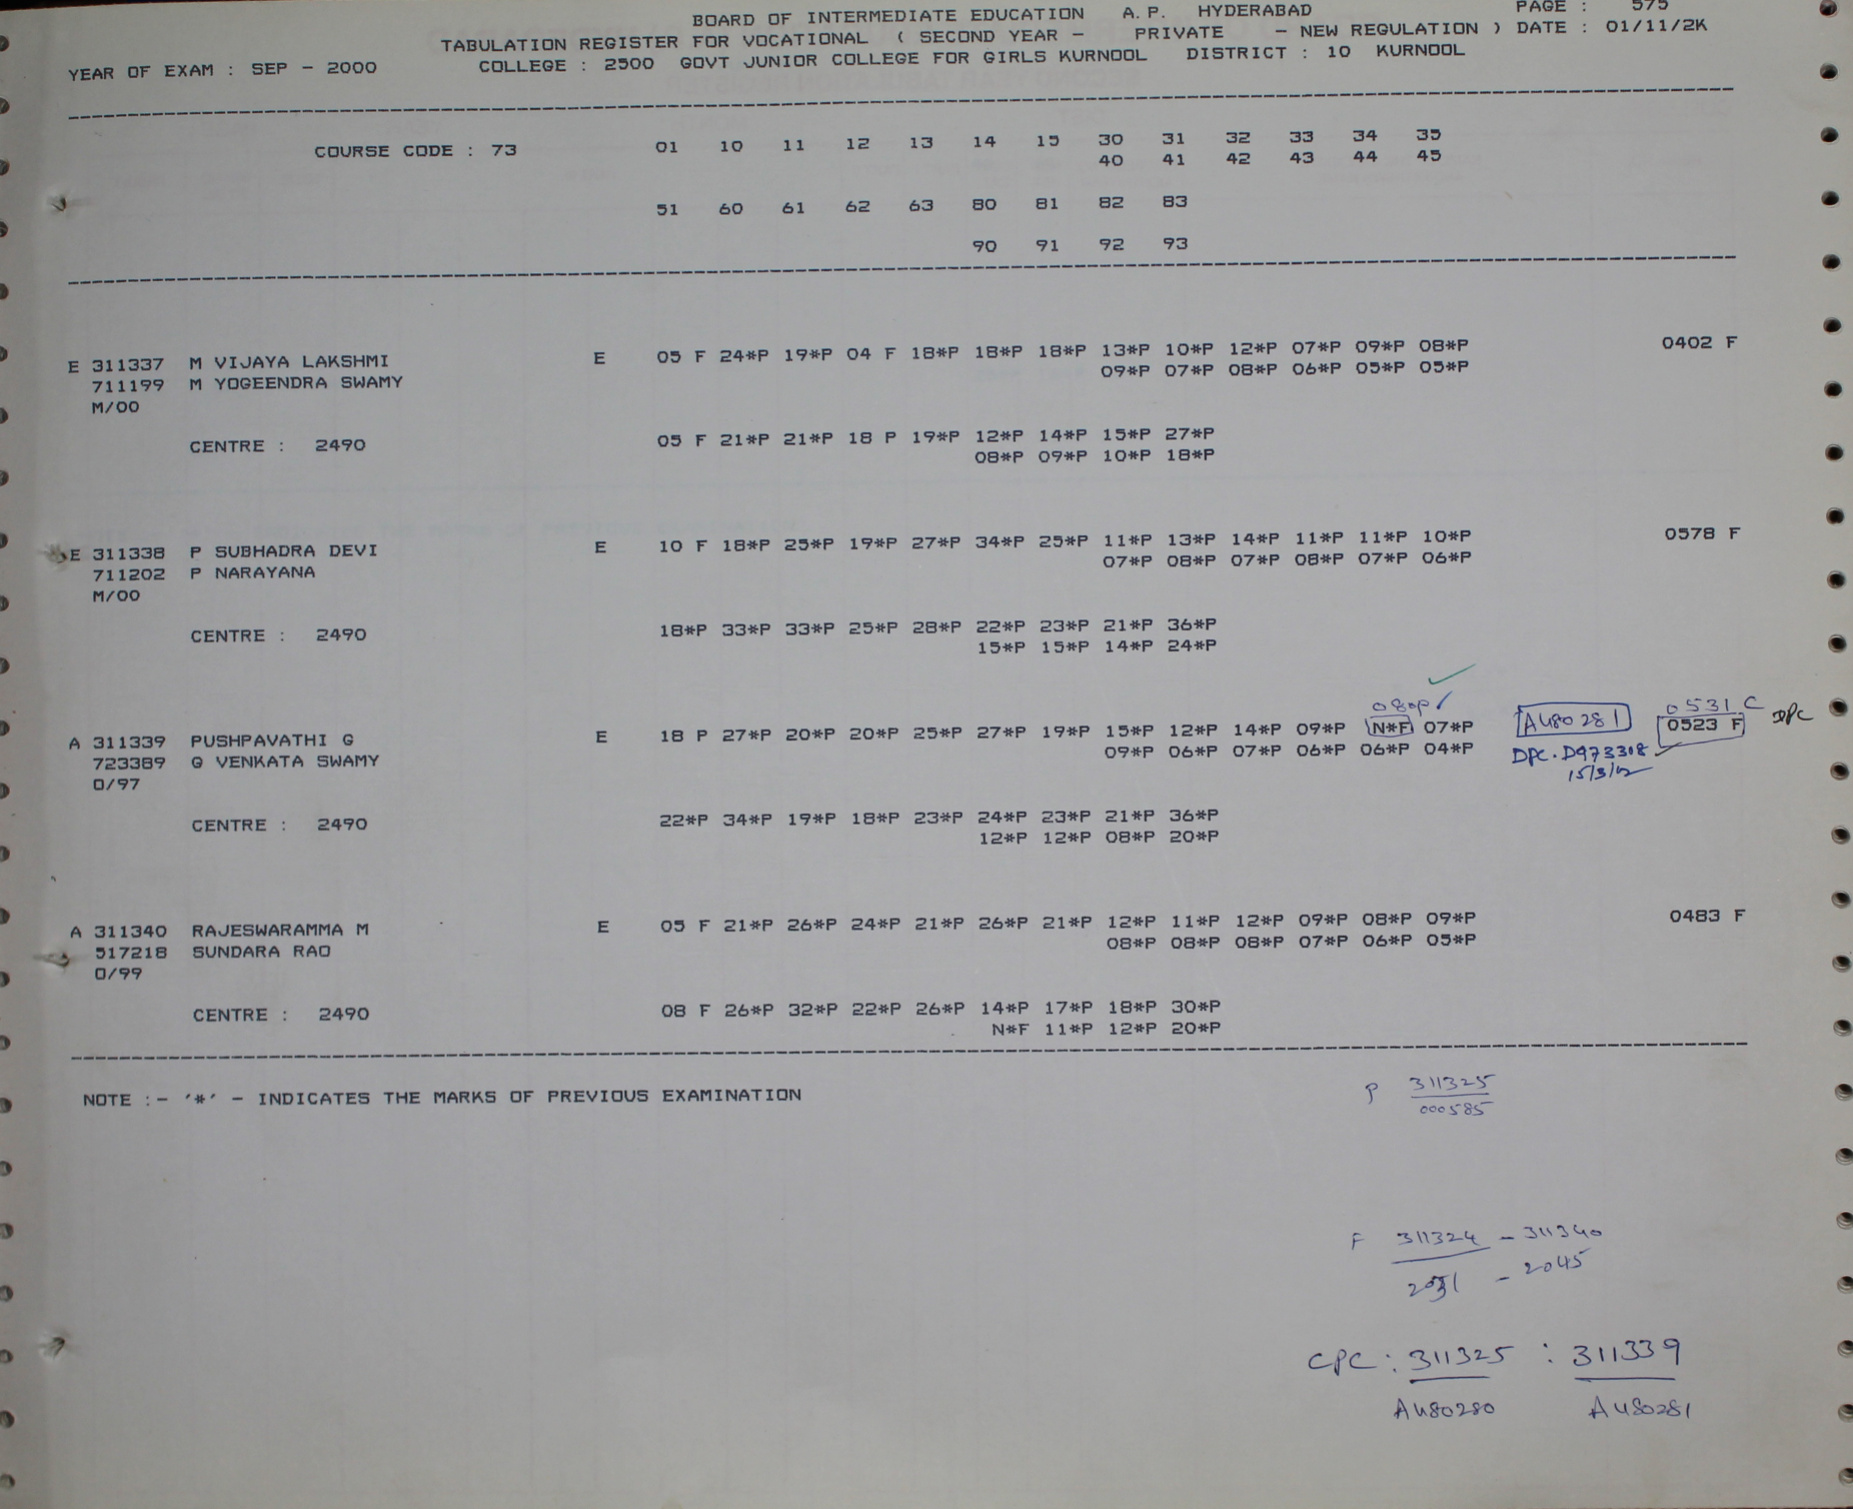 BOARD OF INTERMEDIATE EDUCATION A.P. HYDERABAD PAGE : 575
TABULATION REGISTER FOR VOCATIONAL ( SECOND YEAR - PRIVATE - NEW REGULATION ) DATE : 01/11/2K
YEAR OF EXAM : SEP - 2000 COLLEGE : 2500 GOVT JUNIOR COLLEGE FOR GIRLS KURNOOL DISTRICT : 10 KURNOOL
COURSE CODE : 73 01 10 11 12 13 14 15 30 31 32 33 34 35
40 41 42 43 44 45
51 60 61 62 63 80 81 82 83
90 91 92 93
E 311337 M VIJAYA LAKSHMI E 05 F 24*P 19*P 04 F 18*P 18*P 18*P 13*P 10*P 12*P 07*P 09*P 08*P 0402 F
711199 M YOGEENDRA SWAMY 09*P 07*P 08*P 06*P 05*P 05*P
M/00
CENTRE : 2490 05 F 21*P 21*P 18 P 19*P 12*P 14*P 15*P 27*P
08*P 09*P 10*P 18*P
E 311338 P SUBHADRA DEVI E 10 F 18*P 25*P 19*P 27*P 34*P 25*P 11*P 13*P 14*P 11*P 11*P 10*P 0578 F
711202 P NARAYANA 07*P 08*P 07*P 08*P 07*P 06*P
M/00
CENTRE : 2490 18*P 33*P 33*P 25*P 28*P 22*P 23*P 21*P 36*P
15*P 15*P 14*P 24*P
08*P 0531 C
A 311339 PUSHPAVATHI G E 18 P 27*P 20*P 20*P 25*P 27*P 19*P 15*P 12*P 14*P 09*P N*F 07*P A480281 0523 F DPC
723389 G VENKATA SWAMY 09*P 06*P 07*P 06*P 06*P 04*P DPC. D973308
O/97 15/3/12
CENTRE : 2490 22*P 34*P 19*P 18*P 23*P 24*P 23*P 21*P 36*P
12*P 12*P 08*P 20*P
A 311340 RAJESWARAMMA M E 05 F 21*P 26*P 24*P 21*P 26*P 21*P 12*P 11*P 12*P 09*P 08*P 09*P 0483 F
517218 SUNDARA RAO 08*P 08*P 08*P 07*P 06*P 05*P
O/99
CENTRE : 2490 08 F 26*P 32*P 22*P 26*P 14*P 17*P 18*P 30*P
N*F 11*P 12*P 20*P
NOTE :- '*' - INDICATES THE MARKS OF PREVIOUS EXAMINATION
P 311325
000585
F 311324 - 311340
2031 - 2045
CPC : 311325 : 311339
A480280 A480281